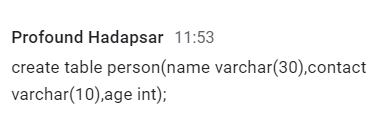 Profound Hadapsar 11:53
create table person(name varchar(30),contact
varchar(10),age int);